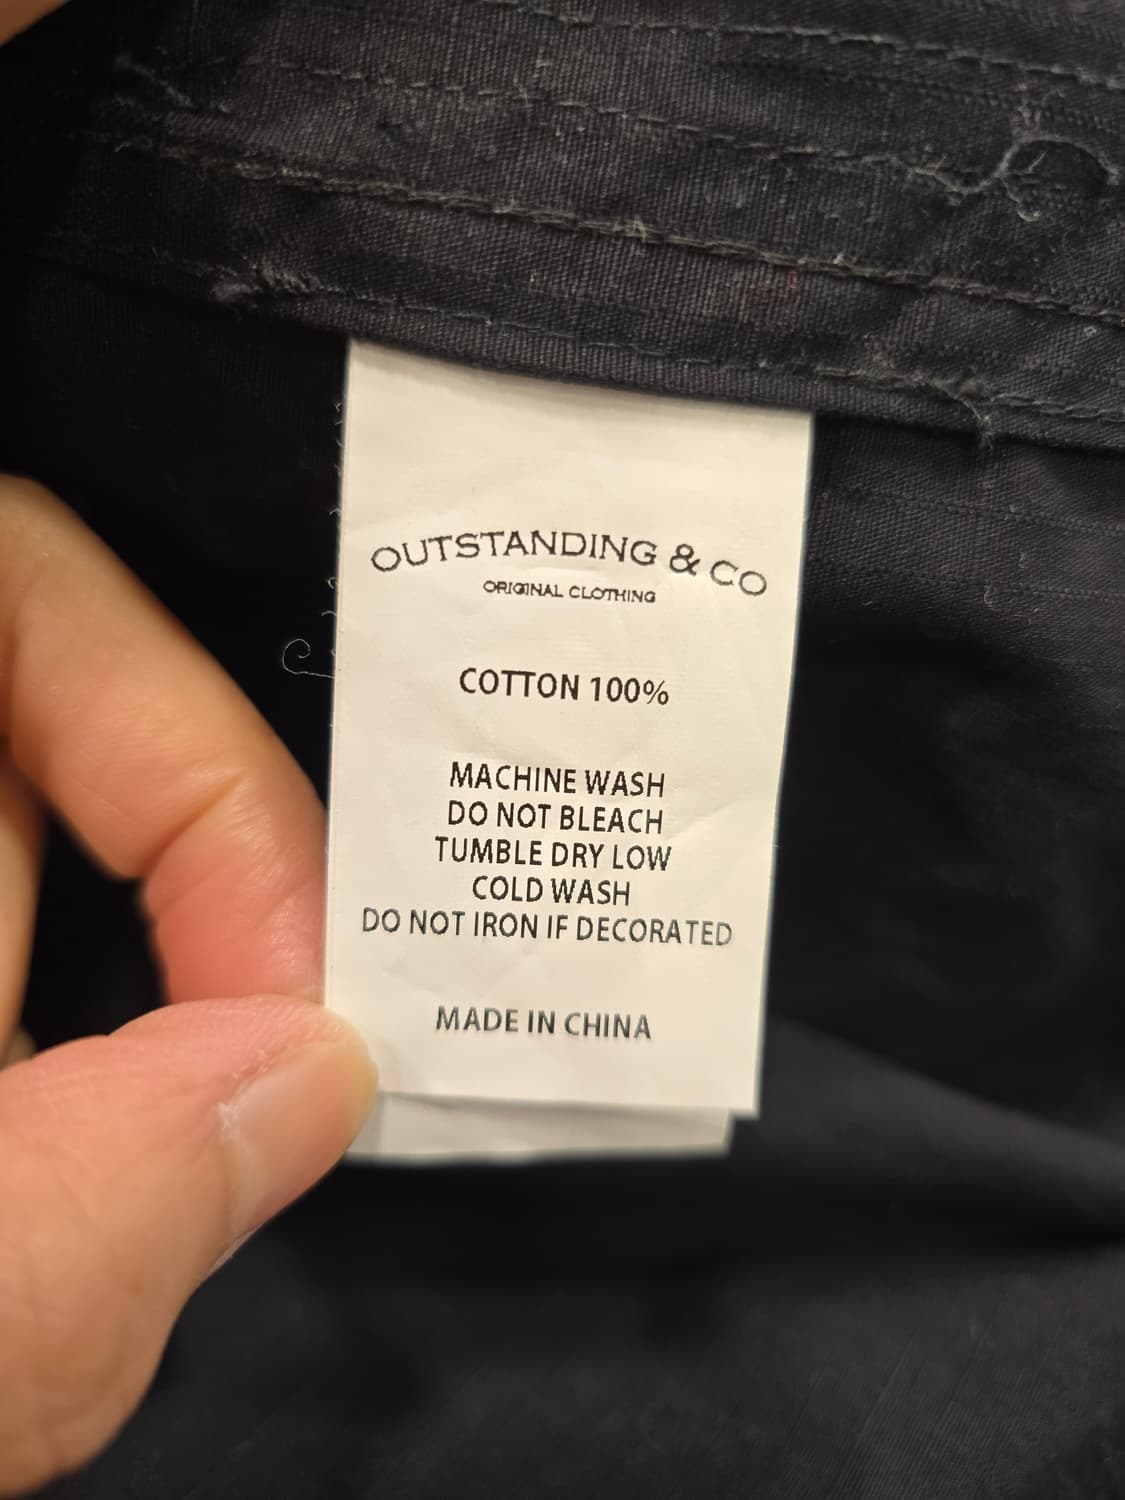 OUTSTANDING & CO
ORIGINAL CLOTHING
COTTON 100%
MACHINE WASH
DO NOT BLEACH
TUMBLE DRY LOW
COLD WASH
DO NOT IRON IF DECORATED
MADE IN CHINA